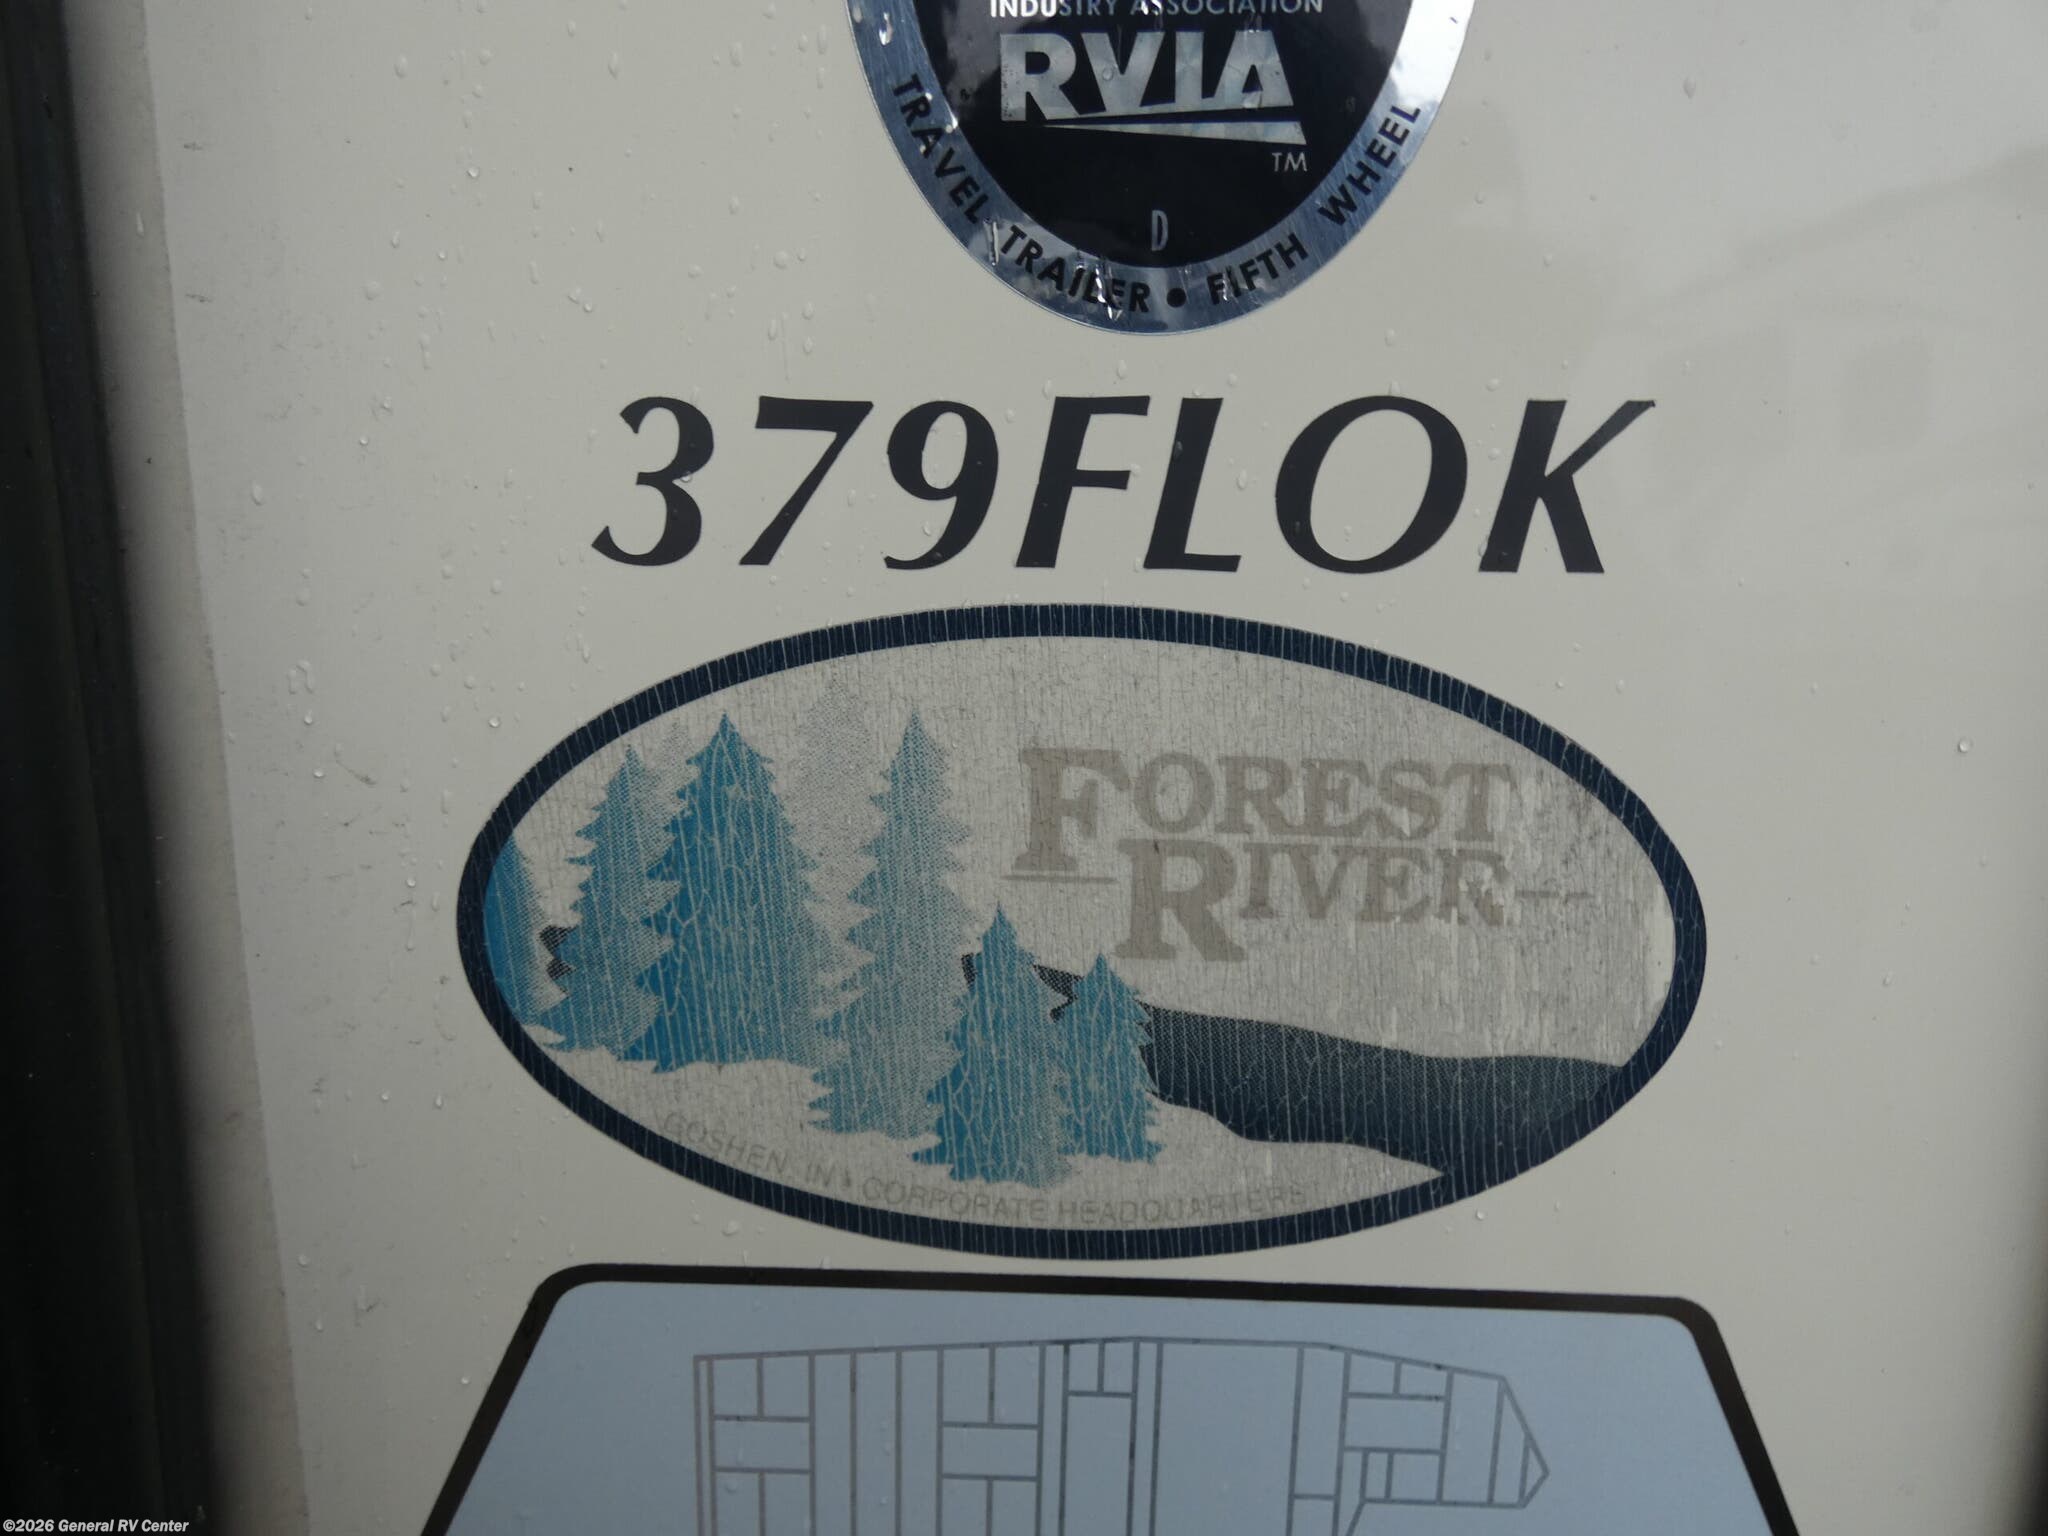 INDUSTRY ASSOCIATION
RVIA
TM
D
TRAVEL TRAILER • FIFTH WHEEL
379FLOK
FOREST
RIVER
GOSHEN, IN • CORPORATE HEADQUARTERS
©2026 General RV Center